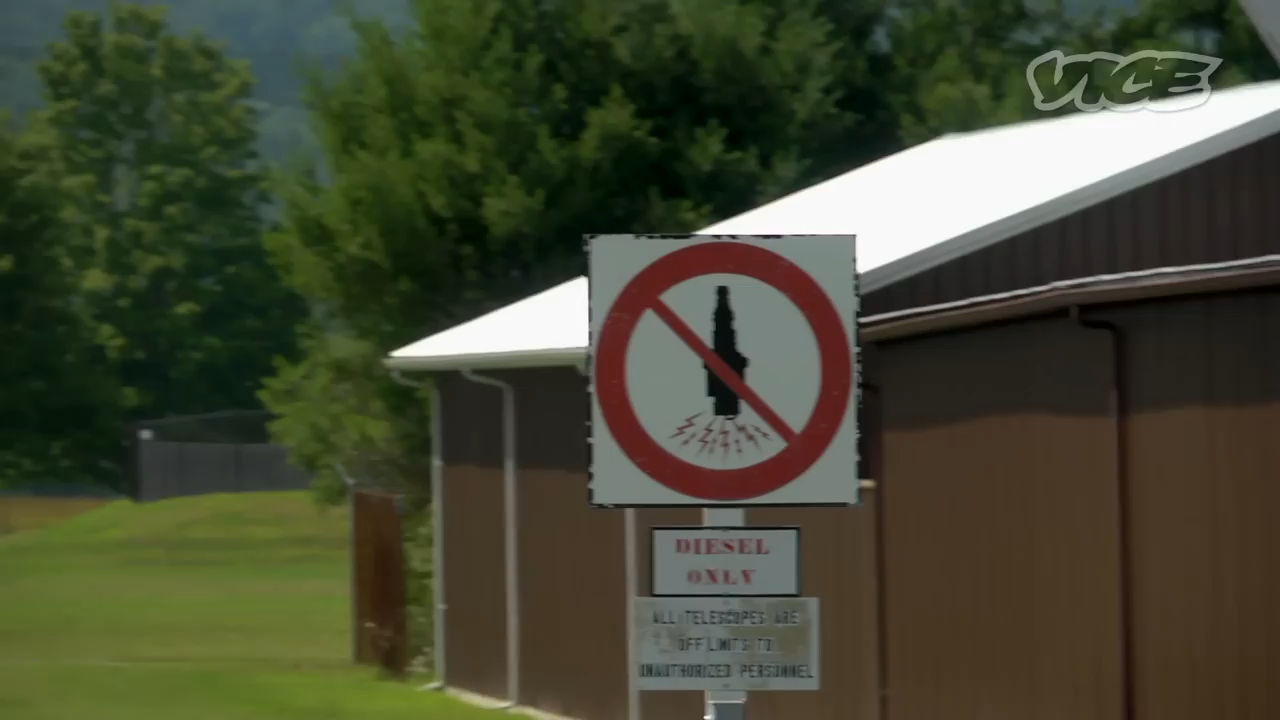 VICE
DIESEL
ONLY
ALL TELESCOPES ARE
OFF LIMITS TO
UNAUTHORIZED PERSONNEL